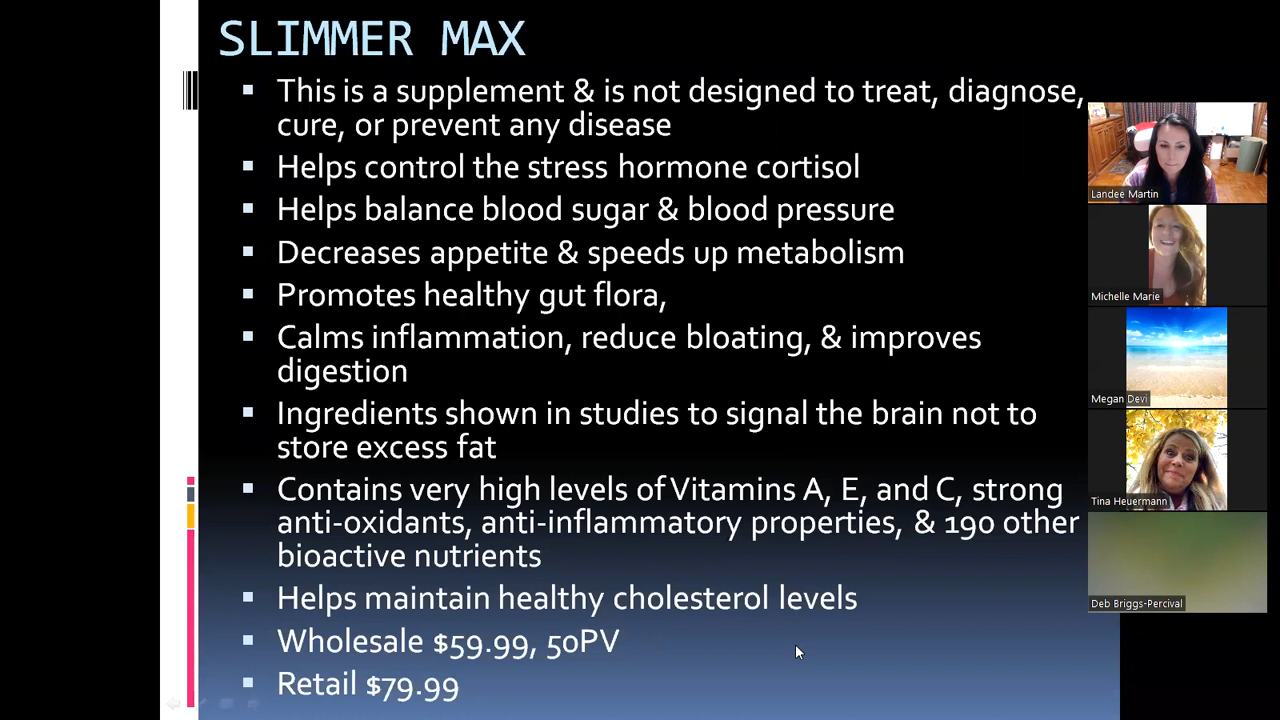 SLIMMER MAX
This is a supplement & is not designed to treat, diagnose,
cure, or prevent any disease
Helps control the stress hormone cortisol
Helps balance blood sugar & blood pressure
Decreases appetite & speeds up metabolism
Promotes healthy gut flora,
Calms inflammation, reduce bloating, & improves
digestion
Ingredients shown in studies to signal the brain not to
store excess fat
Contains very high levels of Vitamins A, E, and C, strong
anti-oxidants, anti-inflammatory properties, & 190 other
bioactive nutrients
Helps maintain healthy cholesterol levels
Wholesale $59.99, 50PV
Retail $79.99
Landee Martin
Michelle Marie
Megan Devi
Tina Heuermann
Deb Briggs-Percival